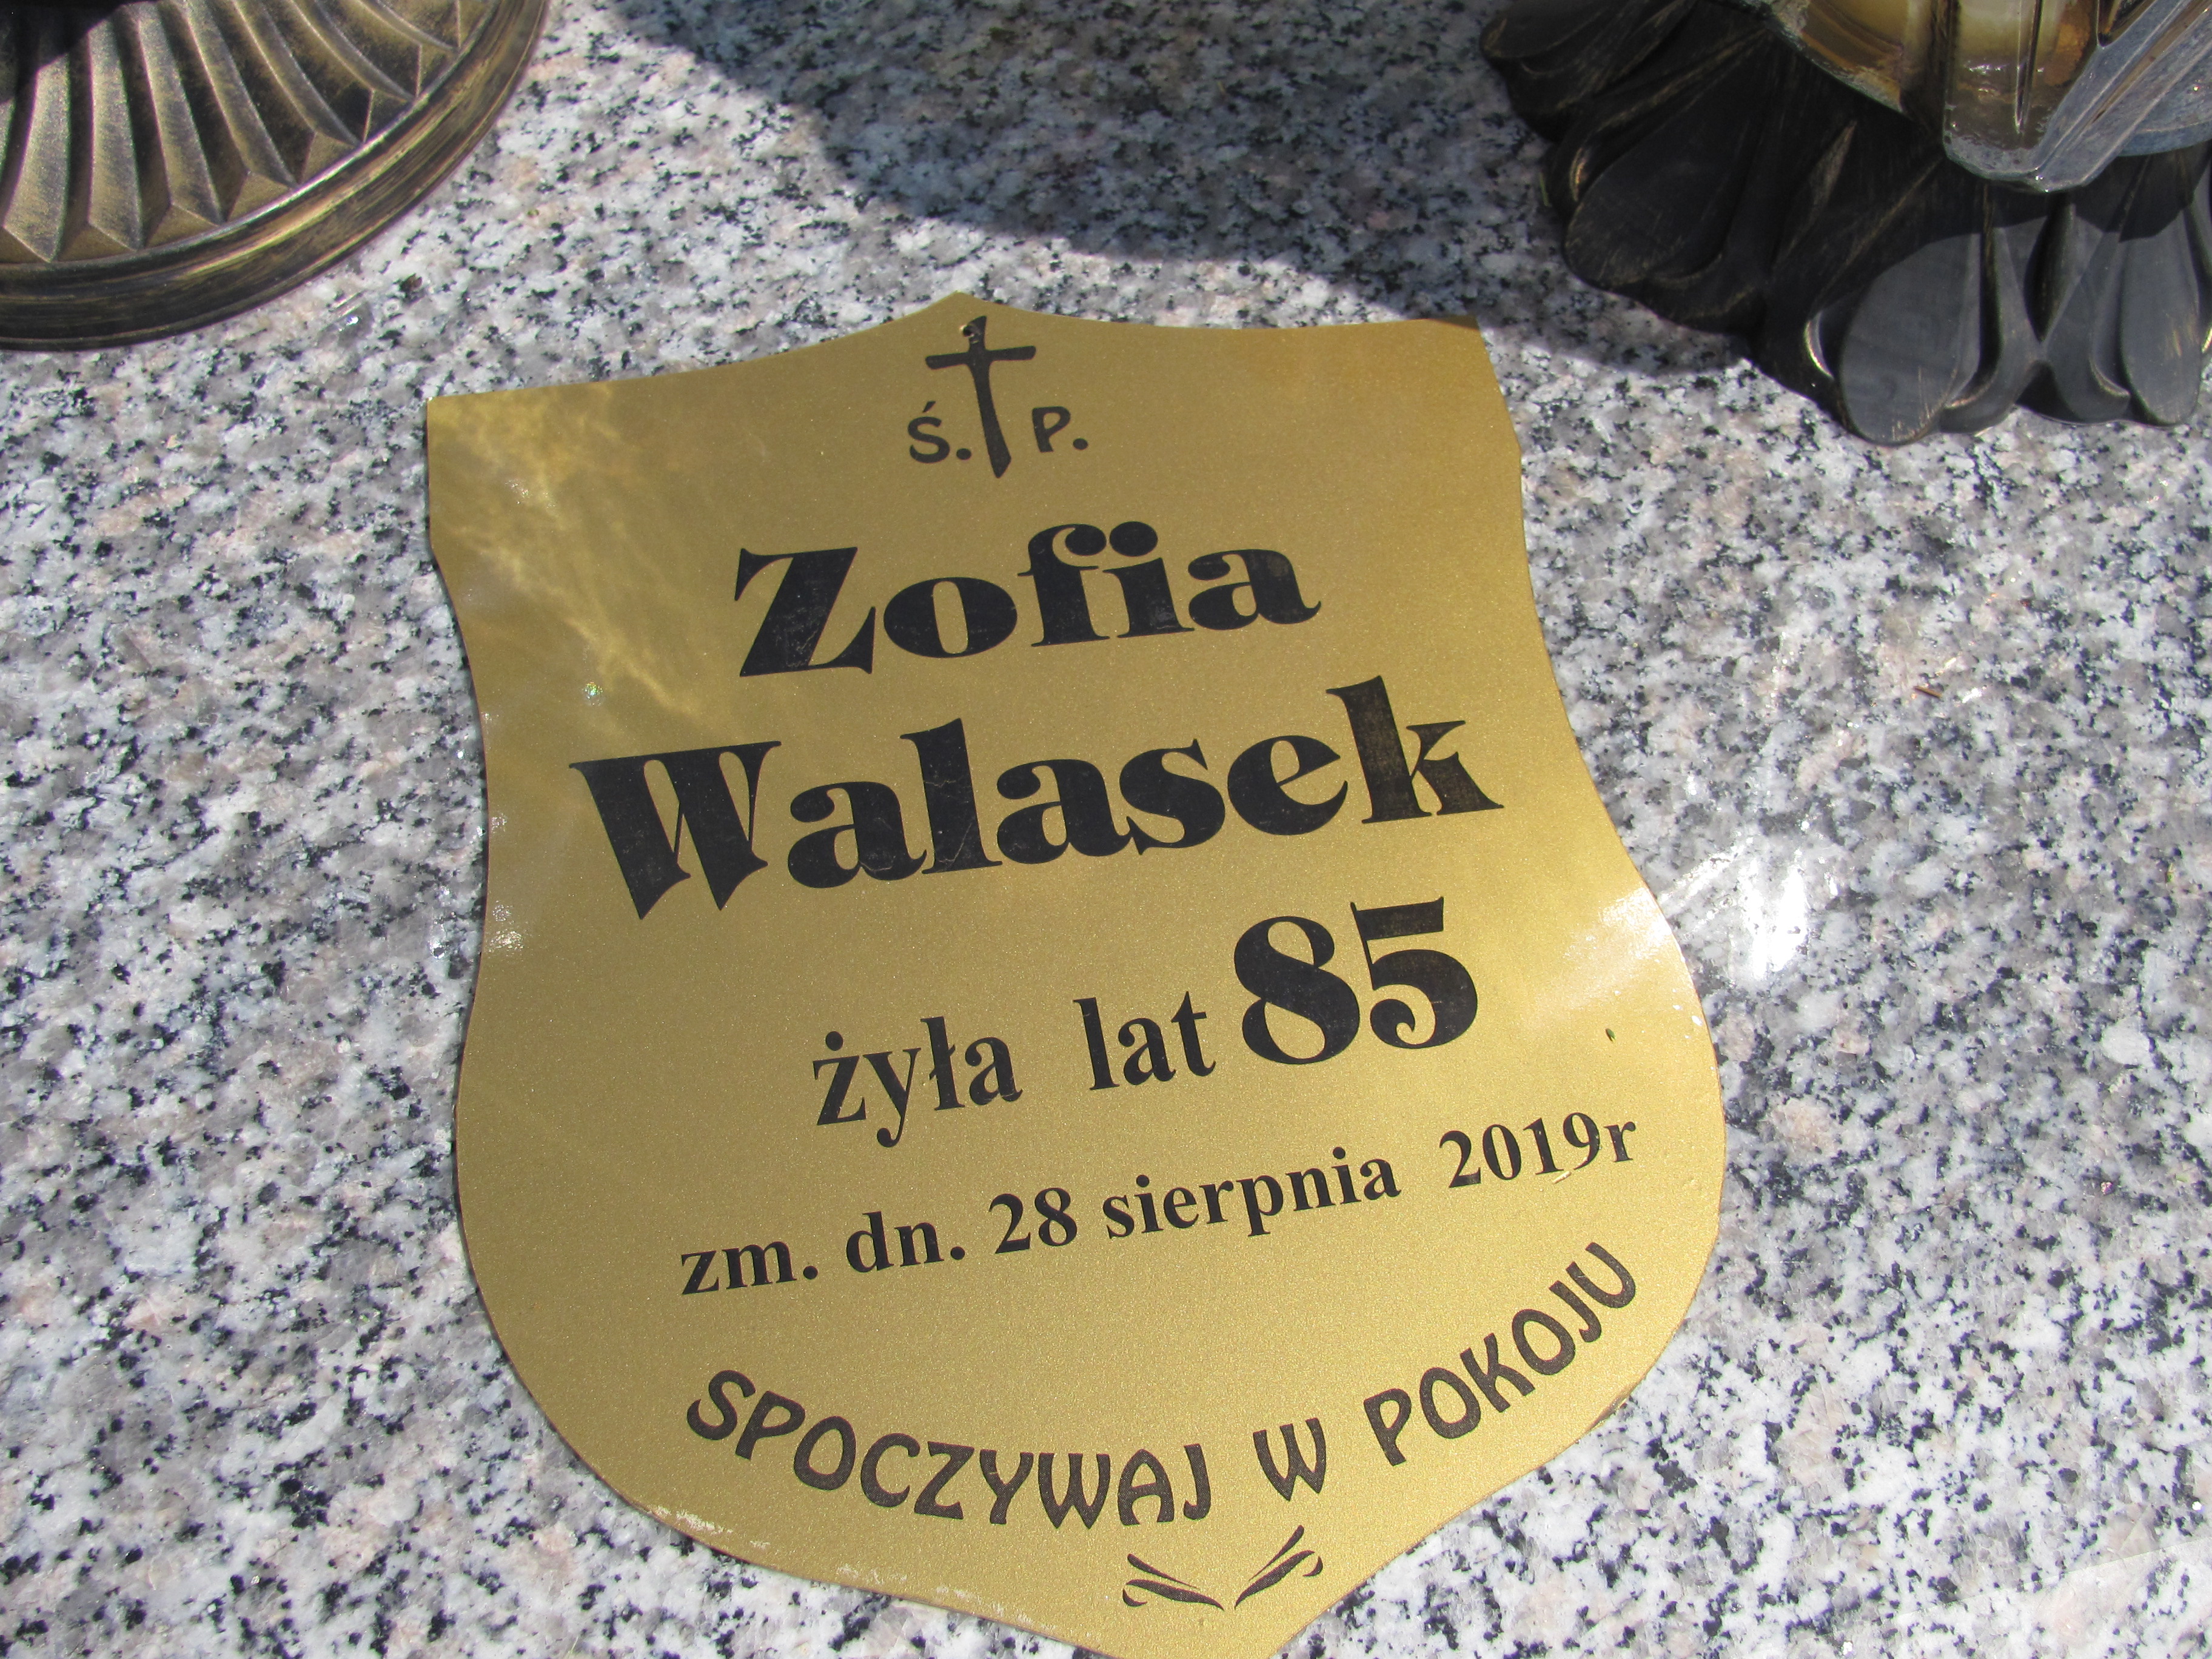 Ś. P.
Zofia
Walasek
żyła lat 85
zm. dn. 28 sierpnia 2019r
SPOCZYWAJ W POKOJU